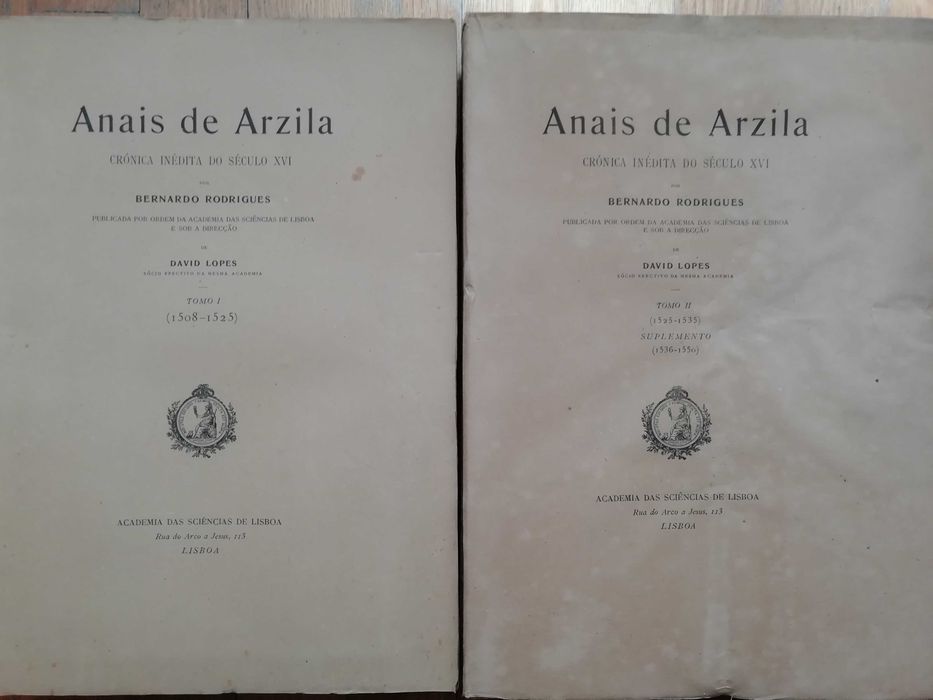 Anais de Arzila
CRÓNICA INÉDITA DO SÉCULO XVI
POR
BERNARDO RODRIGUES
PUBLICADA POR ORDEM DA ACADEMIA DAS SCIÊNCIAS DE LISBOA
E SOB A DIRECÇÃO
DE
DAVID LOPES
SÓCIO EFECTIVO DA MESMA ACADEMIA
TOMO I
(1508-1525)
ACADEMIA DAS SCIÊNCIAS DE LISBOA
Rua do Arco a Jesus, 113
LISBOA
Anais de Arzila
CRÓNICA INÉDITA DO SÉCULO XVI
POR
BERNARDO RODRIGUES
PUBLICADA POR ORDEM DA ACADEMIA DAS SCIÊNCIAS DE LISBOA
E SOB A DIRECÇÃO
DE
DAVID LOPES
SÓCIO EFECTIVO DA MESMA ACADEMIA
TOMO II
(1525-1535)
SUPLEMENTO
(1536-1550)
ACADEMIA DAS SCIÊNCIAS DE LISBOA
Rua do Arco a Jesus, 113
LISBOA